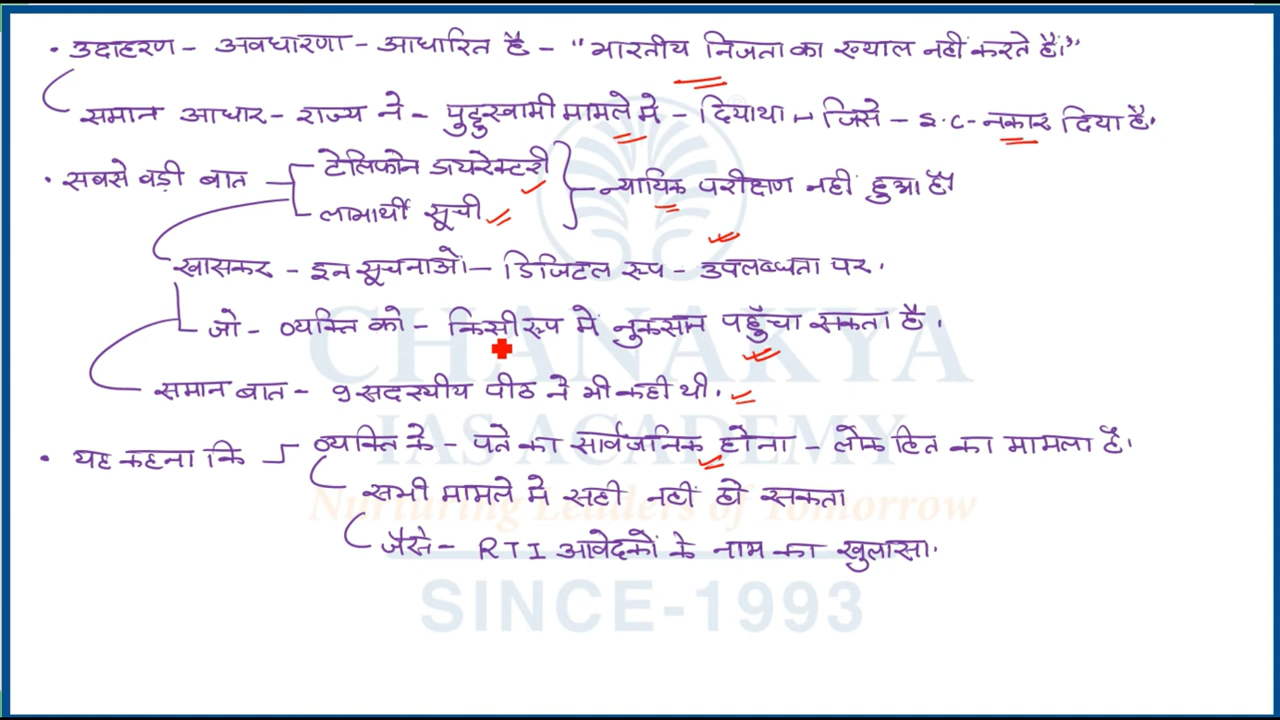 • उदाहरण - अवधारणा - आधारित है - "भारतीय निजता का ख्याल नहीं करते हैं।"
समान आधार - राज्य ने - पुट्टुस्वामी मामले मे - दिया था - जिसे - S.C - नकार दिया है।
• सबसे बड़ी बात
टेलिफोन डायरेक्टरी
लाभार्थी सूची
न्यायिक परीक्षण नहीं हुआ है।
खासकर - इन सूचनाओं - डिजिटल रूप - उपलब्धता पर.
जो - व्यक्ति को - किसी रूप में नुकसान पहुँचा सकता है.
समान बात - 9 सदस्यीय पीठ ने भी कही थी.
• यह कहना कि व्यक्ति के - पते का सार्वजनिक होना - लोक हित का मामला है.
सभी मामले मे सही नहीं हो सकता
जैसे - RTI आवेदकों के नाम का खुलासा.
CHANAKYA
IAS ACADEMY
Nurturing Leaders of Tomorrow
SINCE-1993